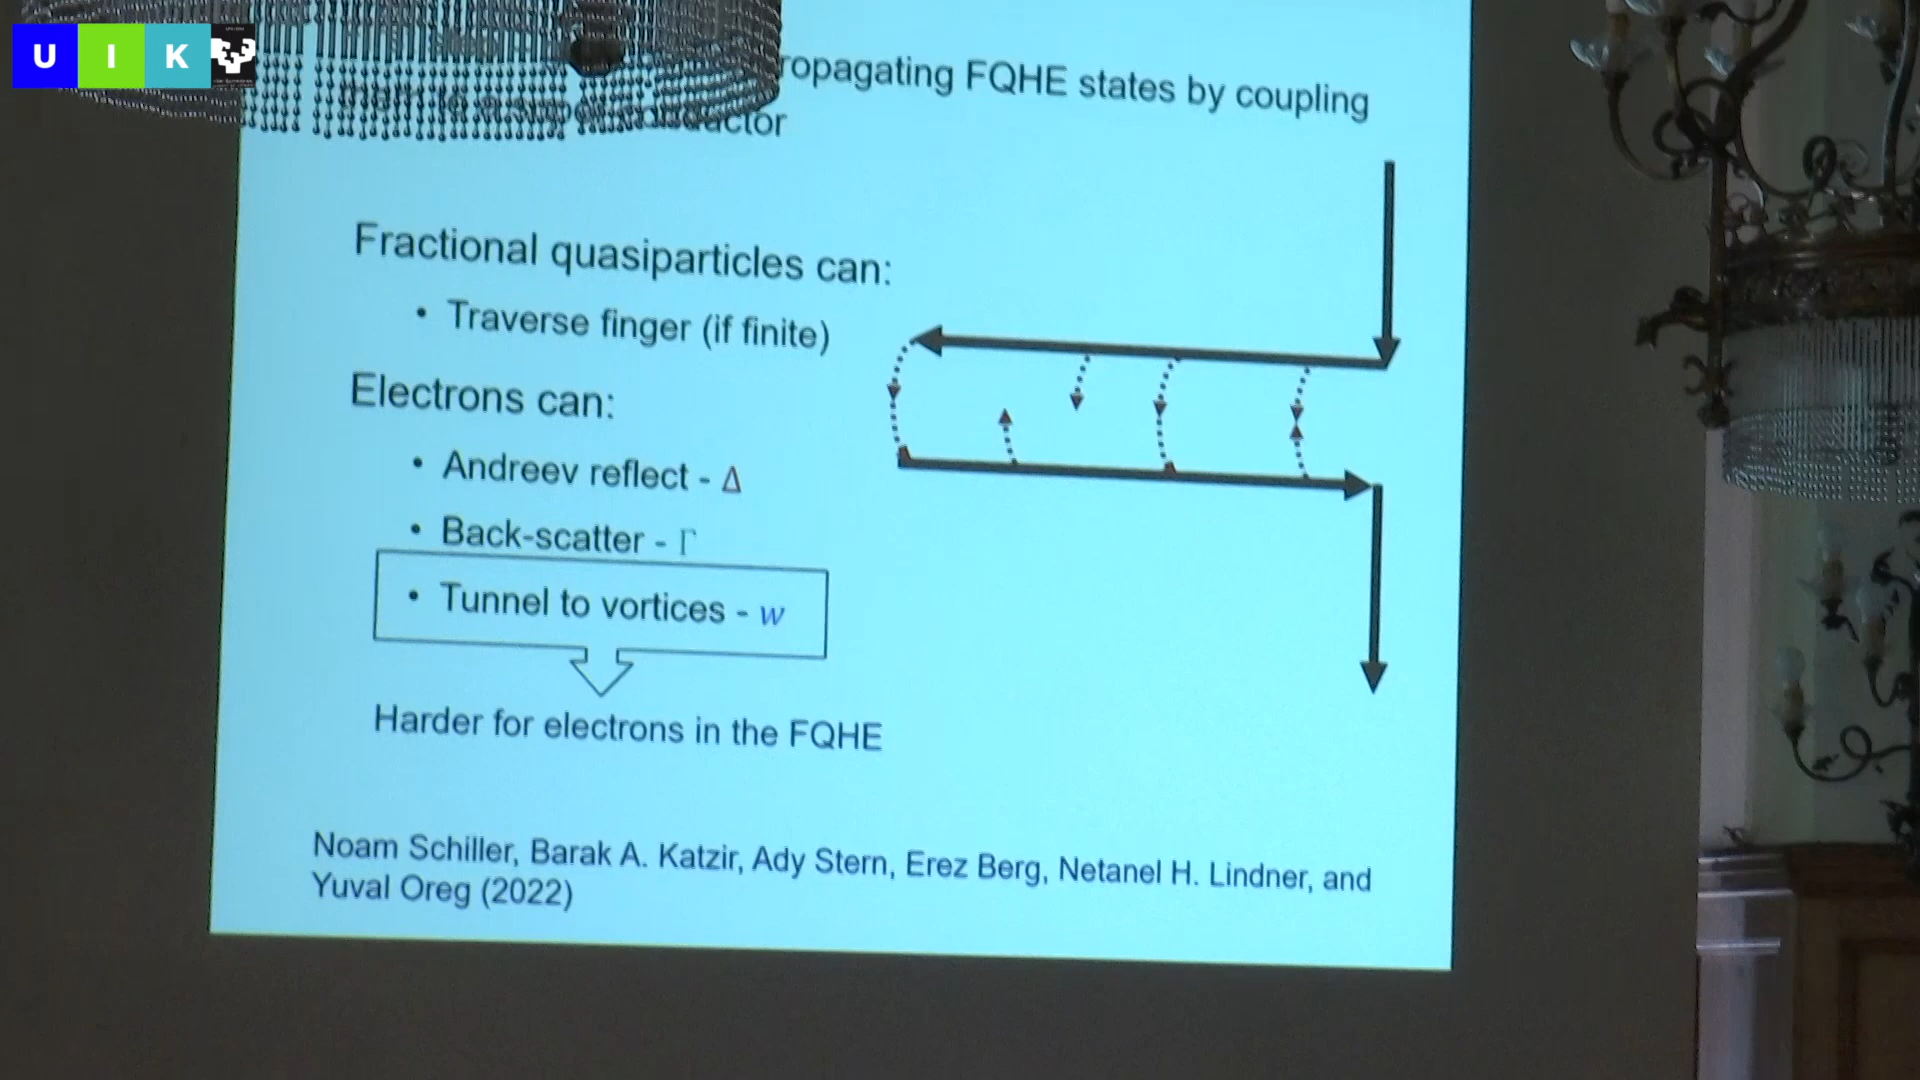 U I K
ropagating FQHE states by coupling
ctor
Fractional quasiparticles can:
• Traverse finger (if finite)
Electrons can:
• Andreev reflect - Δ
• Back-scatter - Γ
• Tunnel to vortices - w
Harder for electrons in the FQHE
Noam Schiller, Barak A. Katzir, Ady Stern, Erez Berg, Netanel H. Lindner, and
Yuval Oreg (2022)